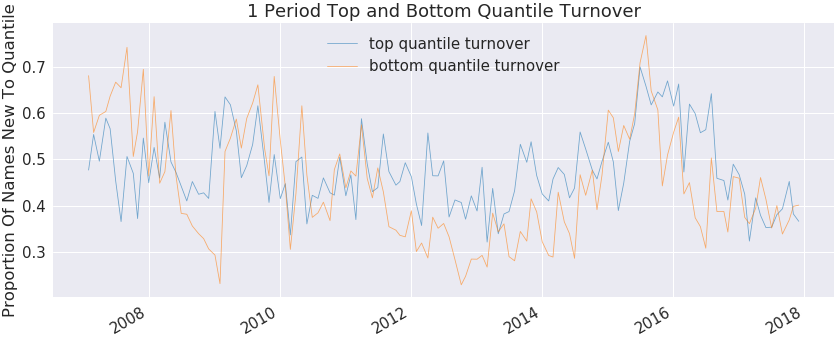 1 Period Top and Bottom Quantile Turnover
Proportion Of Names New To Quantile
top quantile turnover
bottom quantile turnover
0.7
0.6
0.5
0.4
0.3
2008
2010
2012
2014
2016
2018